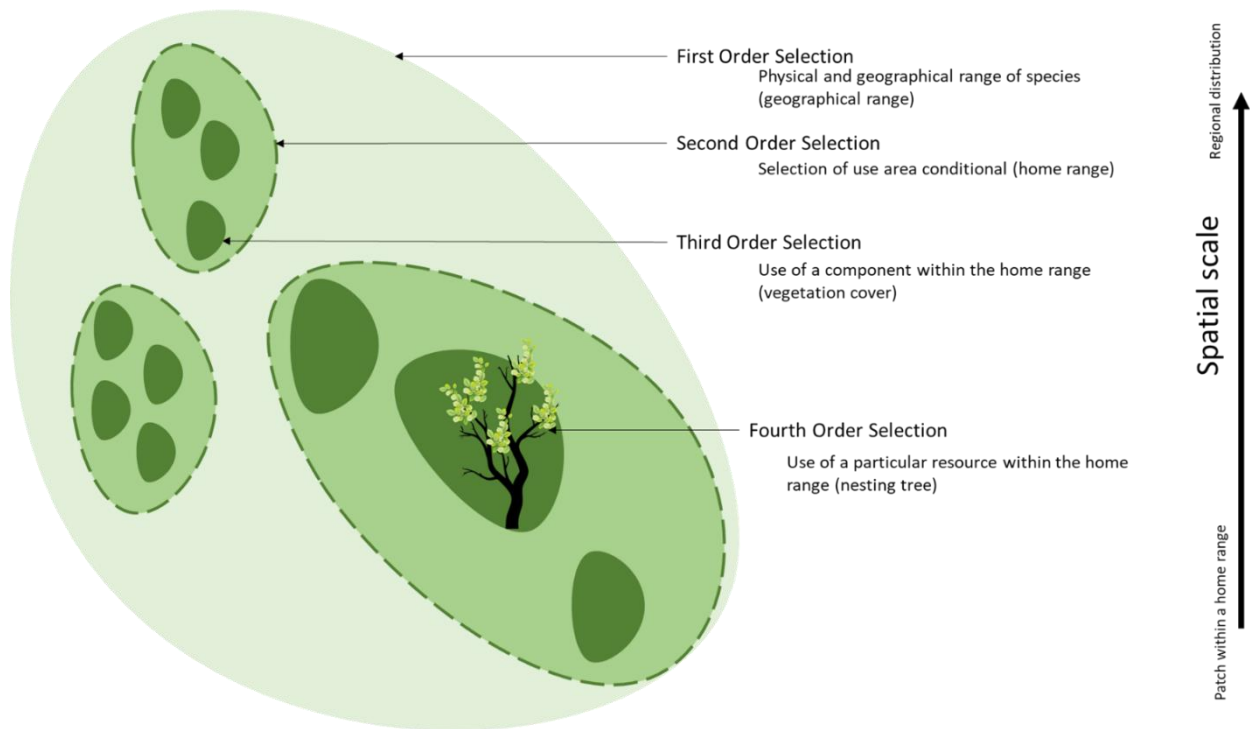 First Order Selection
Physical and geographical range of species
(geographical range)
Second Order Selection
Selection of use area conditional (home range)
Third Order Selection
Use of a component within the home range
(vegetation cover)
Fourth Order Selection
Use of a particular resource within the home
range (nesting tree)
Regional distribution
Spatial scale
Patch within a home range